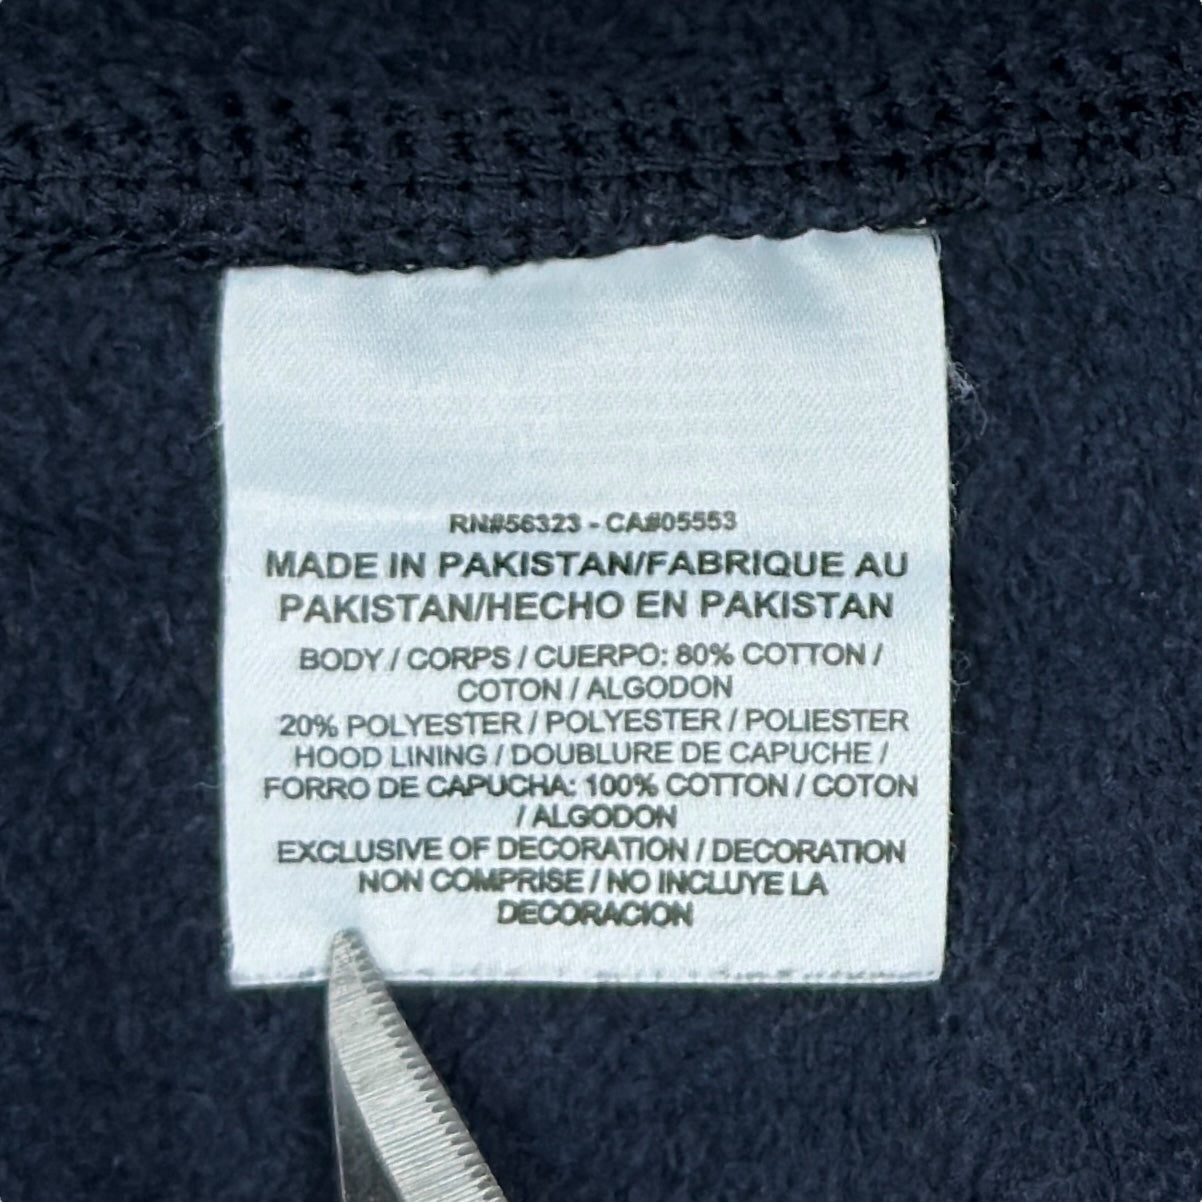 RN#56323 - CA#05553
MADE IN PAKISTAN/FABRIQUE AU
PAKISTAN/HECHO EN PAKISTAN
BODY / CORPS / CUERPO: 80% COTTON /
COTON / ALGODON
20% POLYESTER / POLYESTER / POLIESTER
HOOD LINING / DOUBLURE DE CAPUCHE /
FORRO DE CAPUCHA: 100% COTTON / COTON
/ ALGODON
EXCLUSIVE OF DECORATION / DECORATION
NON COMPRISE / NO INCLUYE LA
DECORACION